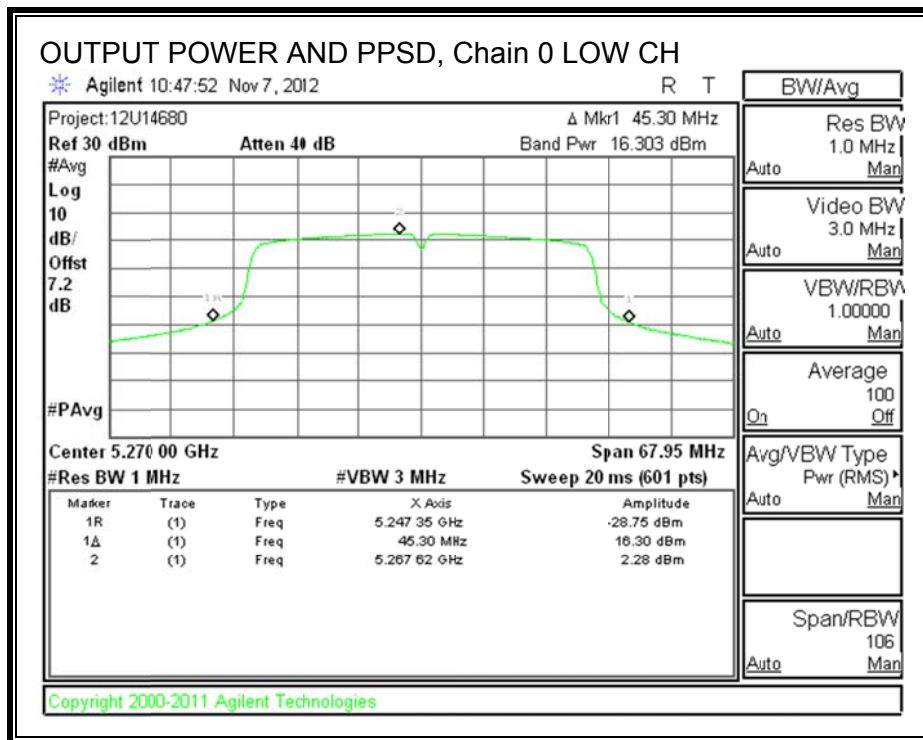 OUTPUT POWER AND PPSD, Chain 0 LOW CH
Agilent 10:47:52 Nov 7, 2012 R T
Project:12U14680 Δ Mkr1 45.30 MHz
Ref 30 dBm Atten 40 dB Band Pwr 16.303 dBm
#Avg
Log
10
dB/
Offst
7.2
dB
2
1R
1
#PAvg
Center 5.270 00 GHz Span 67.95 MHz
#Res BW 1 MHz #VBW 3 MHz Sweep 20 ms (601 pts)
Marker Trace Type X Axis Amplitude
1R (1) Freq 5.247 35 GHz -28.75 dBm
1Δ (1) Freq 45.30 MHz 16.30 dBm
2 (1) Freq 5.267 62 GHz 2.28 dBm
BW/Avg
Res BW
1.0 MHz
Auto Man
Video BW
3.0 MHz
Auto Man
VBW/RBW
1.00000
Auto Man
Average
100
On Off
Avg/VBW Type
Pwr (RMS)
Auto Man
Span/RBW
106
Auto Man
Copyright 2000-2011 Agilent Technologies